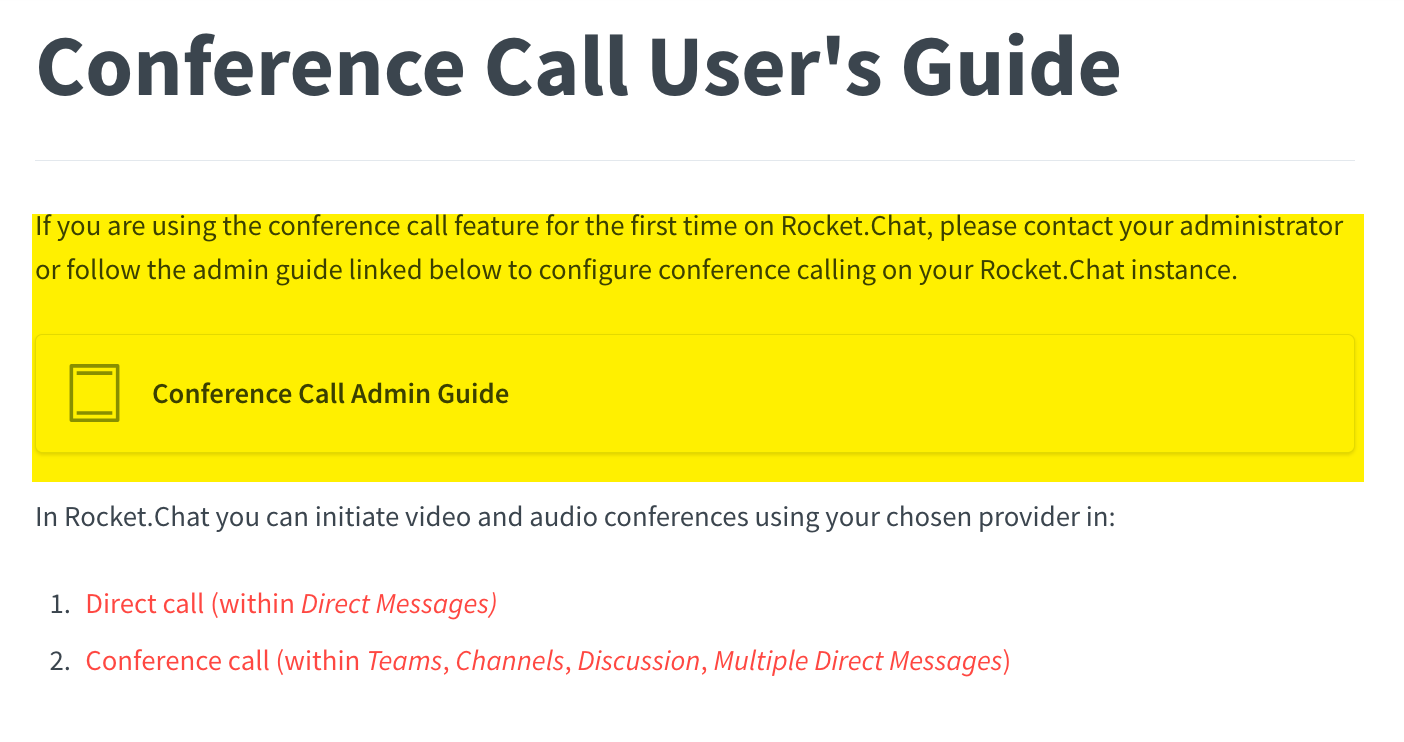 Conference Call User's Guide
If you are using the conference call feature for the first time on Rocket.Chat, please contact your administrator
or follow the admin guide linked below to configure conference calling on your Rocket.Chat instance.
Conference Call Admin Guide
In Rocket.Chat you can initiate video and audio conferences using your chosen provider in:
1. Direct call (within Direct Messages)
2. Conference call (within Teams, Channels, Discussion, Multiple Direct Messages)